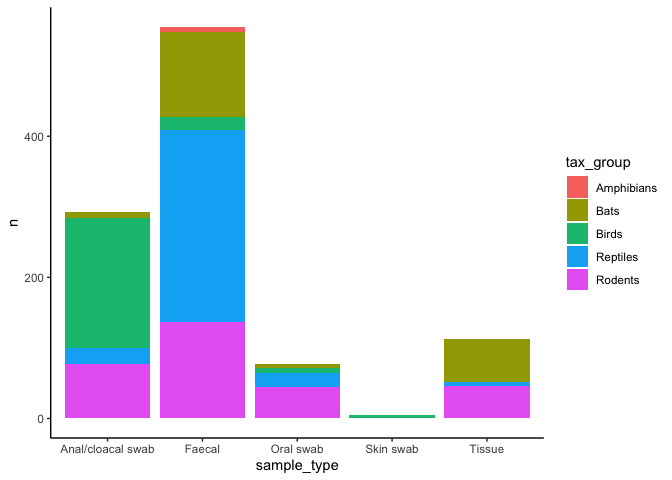 n
400
200
0
Anal/cloacal swab Faecal Oral swab Skin swab Tissue
sample_type
tax_group
Amphibians
Bats
Birds
Reptiles
Rodents